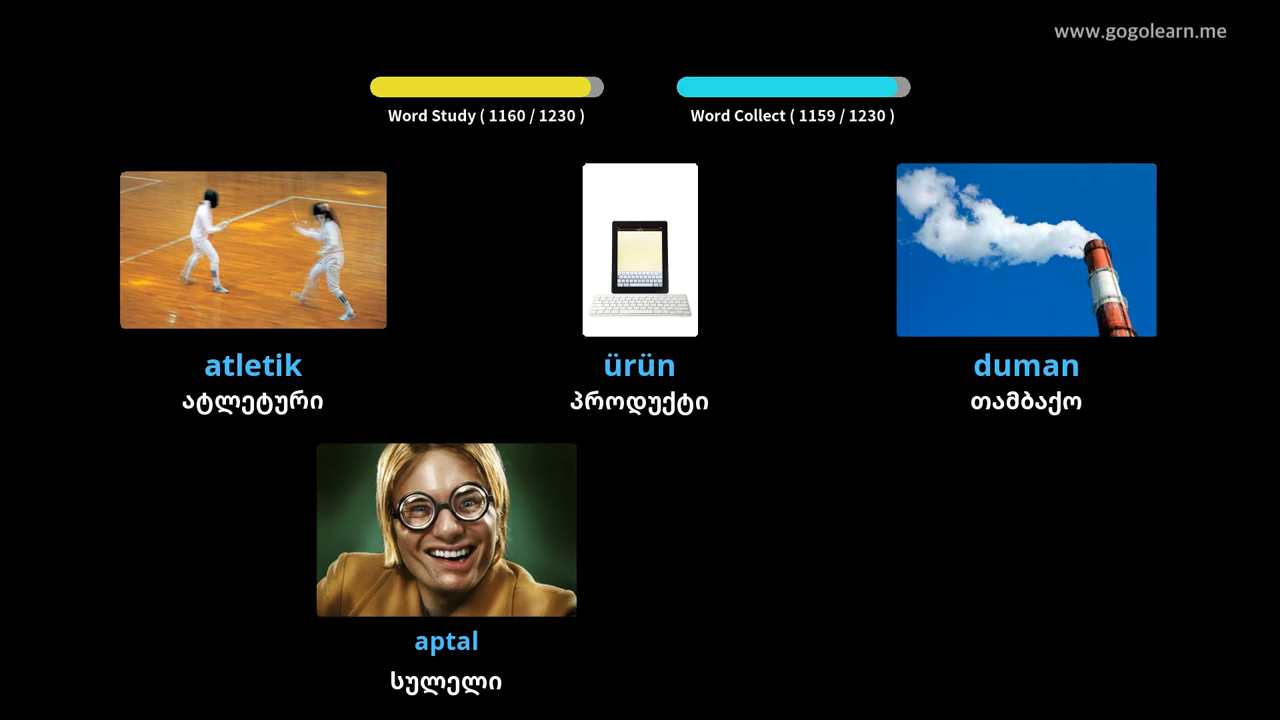 www.gogolearn.me
Word Study ( 1160 / 1230 )
Word Collect ( 1159 / 1230 )
atletik
ატლეტური
ürün
პროდუქტი
duman
თამბაქო
aptal
სულელი